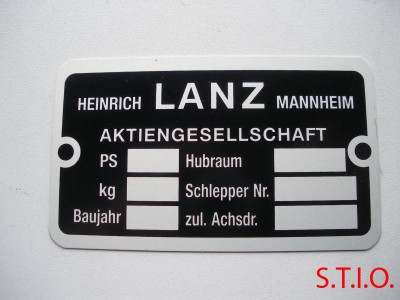 HEINRICH LANZ MANNHEIM
AKTIENGESELLSCHAFT
PS Hubraum
kg Schlepper Nr.
Baujahr zul. Achsdr.
S.T.I.O.